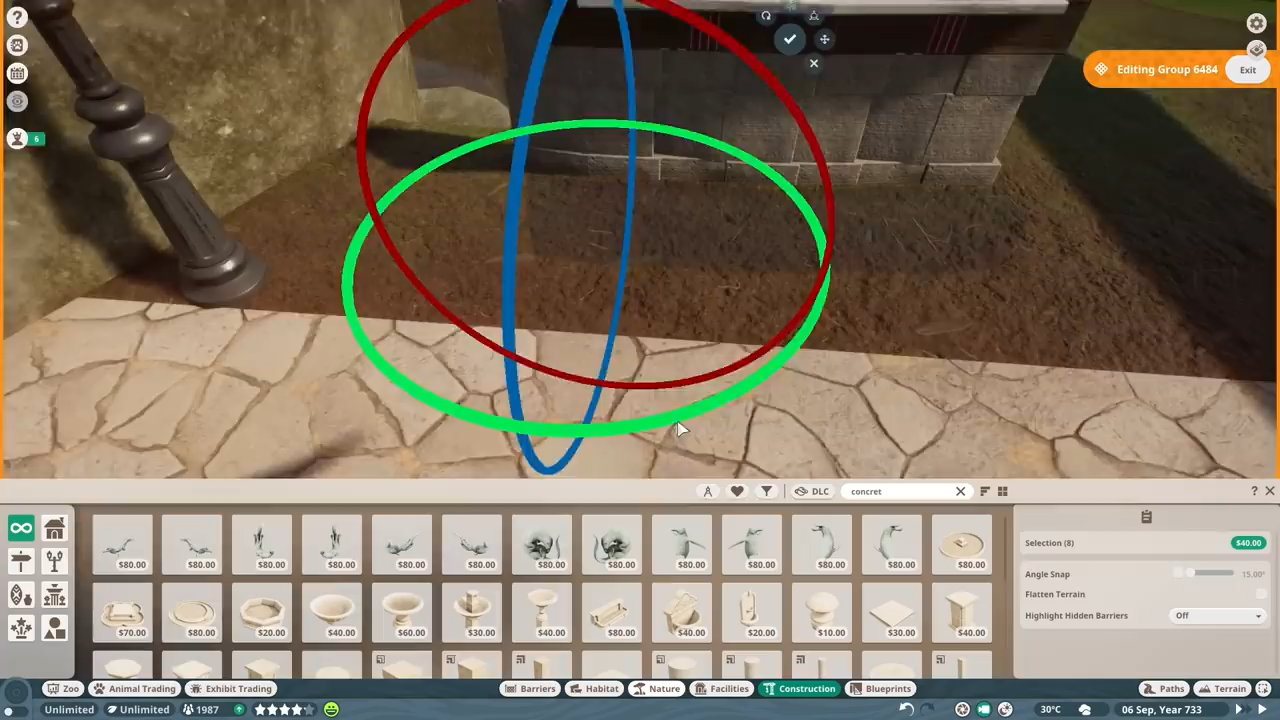 ?
Editing Group 6484
Exit
6
DLC
concret
?
$80.00 $80.00 $80.00 $80.00 $80.00 $80.00 $80.00 $80.00 $80.00 $80.00 $80.00 $80.00 $80.00
$70.00 $80.00 $20.00 $40.00 $60.00 $30.00 $40.00 $80.00 $40.00 $20.00 $10.00 $30.00 $40.00
Selection (8) $40.00
Angle Snap 15.00°
Flatten Terrain
Highlight Hidden Barriers Off
Zoo Animal Trading Exhibit Trading Barriers Habitat Nature Facilities Construction Blueprints Paths Terrain
Unlimited Unlimited 1987 30°C 06 Sep, Year 733